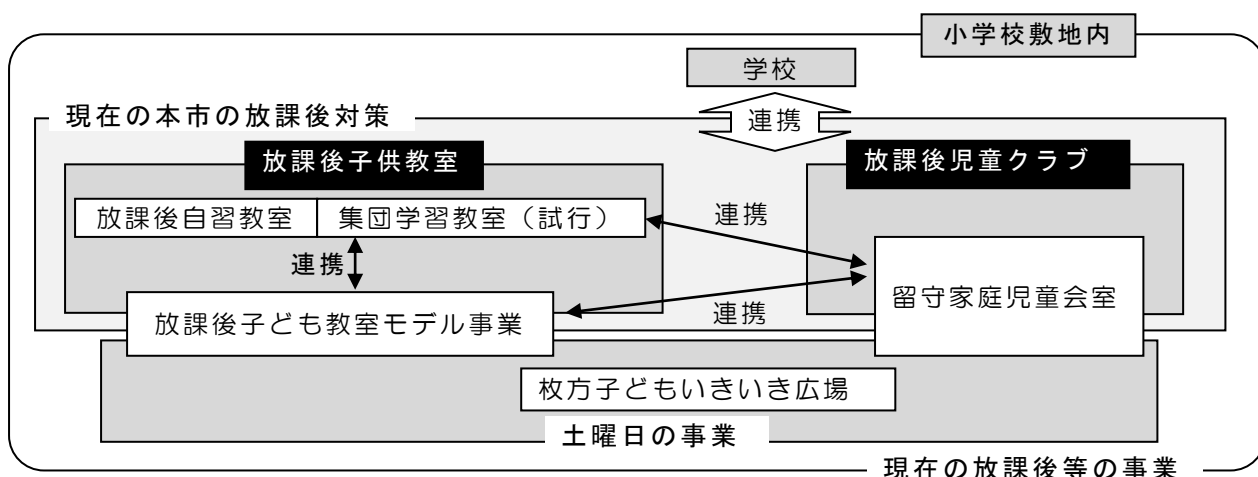 小学校敷地内
学校
連携
現在の本市の放課後対策
放課後子供教室
放課後児童クラブ
放課後自習教室
集団学習教室（試行）
連携
連携
留守家庭児童会室
放課後子ども教室モデル事業
連携
枚方子どもいきいき広場
土曜日の事業
現在の放課後等の事業